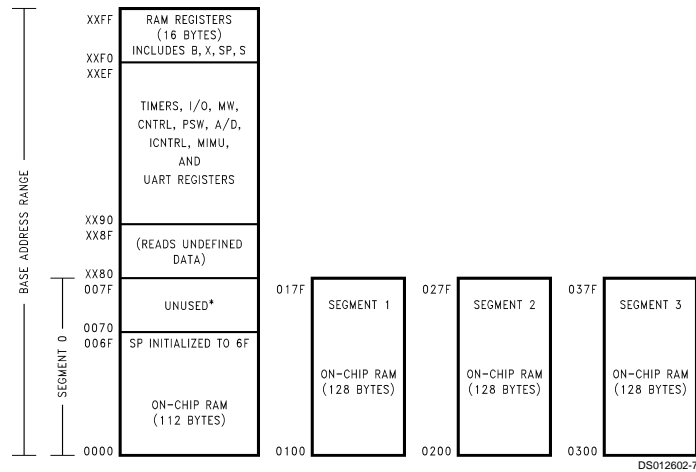 XXFF
RAM REGISTERS
(16 BYTES)
INCLUDES B, X, SP, S
XXF0
XXEF
TIMERS, I/O, MW,
CNTRL, PSW, A/D,
ICNTRL, MIMU,
AND
UART REGISTERS
XX90
XX8F
(READS UNDEFINED
DATA)
XX80
007F
UNUSED*
0070
006F
SP INITIALIZED TO 6F
ON-CHIP RAM
(112 BYTES)
0000
BASE ADDRESS RANGE
SEGMENT 0
017F
SEGMENT 1
ON-CHIP RAM
(128 BYTES)
0100
027F
SEGMENT 2
ON-CHIP RAM
(128 BYTES)
0200
037F
SEGMENT 3
ON-CHIP RAM
(128 BYTES)
0300
DS012602-7